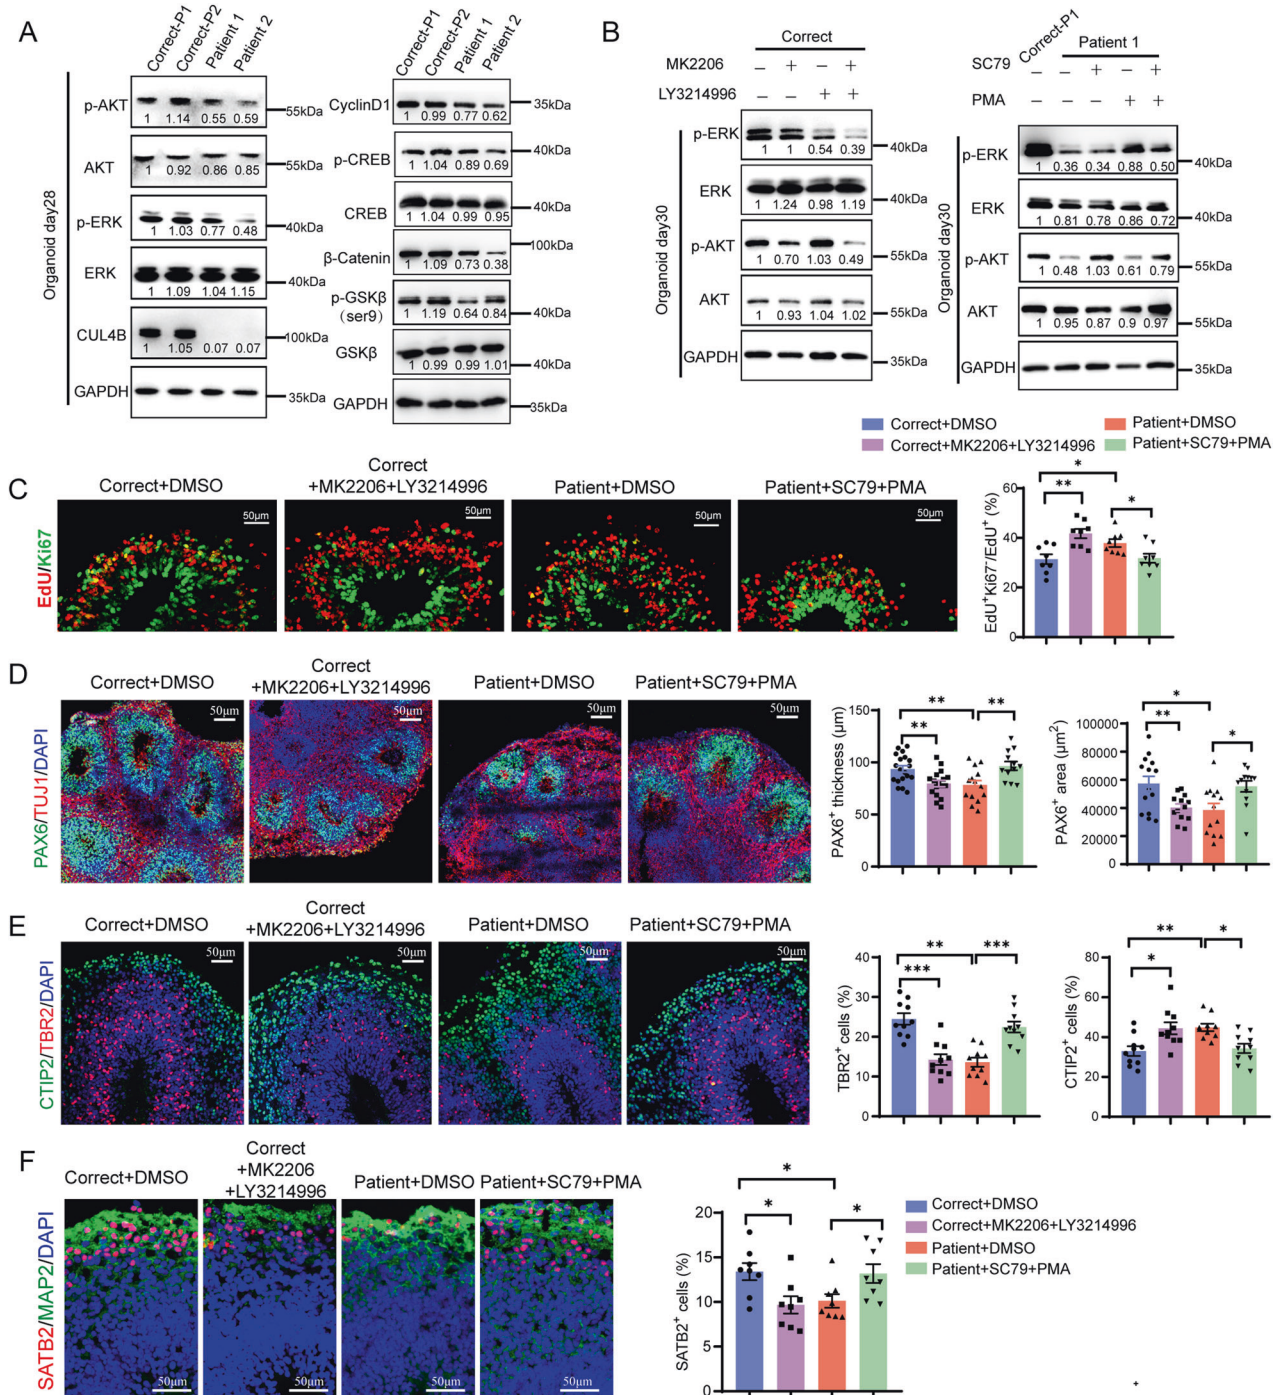 A
Correct-P1
Correct-P2
Patient 1
Patient 2
Organoid day28
p-AKT
1 1.14 0.55 0.59
55kDa
AKT
1 0.92 0.86 0.85
55kDa
p-ERK
1 1.03 0.77 0.48
40kDa
ERK
1 1.09 1.04 1.15
40kDa
CUL4B
1 1.05 0.07 0.07
100kDa
GAPDH
35kDa
Correct-P1
Correct-P2
Patient 1
Patient 2
CyclinD1
1 0.99 0.77 0.62
35kDa
p-CREB
1 1.04 0.89 0.69
40kDa
CREB
1 1.04 0.99 0.95
40kDa
β-Catenin
1 1.09 0.73 0.38
100kDa
p-GSKβ
(ser9)
1 1.19 0.64 0.84
40kDa
GSKβ
1 0.99 0.99 1.01
40kDa
GAPDH
35kDa
B
Correct
MK2206 − + − +
LY3214996 − − + +
Organoid day30
p-ERK
1 1 0.54 0.39
40kDa
ERK
1 1.24 0.98 1.19
40kDa
p-AKT
1 0.70 1.03 0.49
55kDa
AKT
1 0.93 1.04 1.02
55kDa
GAPDH
35kDa
Correct-P1
Patient 1
SC79 − − + − +
PMA − − − + +
Organoid day30
p-ERK
1 0.36 0.34 0.88 0.50
40kDa
ERK
1 0.81 0.78 0.86 0.72
40kDa
p-AKT
1 0.48 1.03 0.61 0.79
55kDa
AKT
1 0.95 0.87 0.9 0.97
55kDa
GAPDH
35kDa
Correct+DMSO
Patient+DMSO
Correct+MK2206+LY3214996
Patient+SC79+PMA
C
EdU/Ki67
Correct+DMSO
50μm
Correct
+MK2206+LY3214996
50μm
Patient+DMSO
50μm
Patient+SC79+PMA
50μm
EdU+Ki67-/EdU+ (%)
60
40
20
0
*
**
*
D
PAX6/TUJ1/DAPI
Correct+DMSO
50μm
Correct
+MK2206+LY3214996
50μm
Patient+DMSO
50μm
Patient+SC79+PMA
50μm
PAX6+ thickness (μm)
150
100
50
0
**
**
**
PAX6+ area (μm²)
100000
80000
60000
40000
20000
0
*
**
*
E
CTIP2/TBR2/DAPI
Correct+DMSO
50μm
Correct
+MK2206+LY3214996
50μm
Patient+DMSO
50μm
Patient+SC79+PMA
50μm
TBR2+ cells (%)
40
30
20
10
0
**
***
***
CTIP2+ cells (%)
80
60
40
20
0
**
*
*
F
SATB2/MAP2/DAPI
Correct+DMSO
50μm
Correct
+MK2206
+LY3214996
50μm
Patient+DMSO
50μm
Patient+SC79+PMA
50μm
SATB2+ cells (%)
20
15
10
5
0
*
*
*
Correct+DMSO
Correct+MK2206+LY3214996
Patient+DMSO
Patient+SC79+PMA